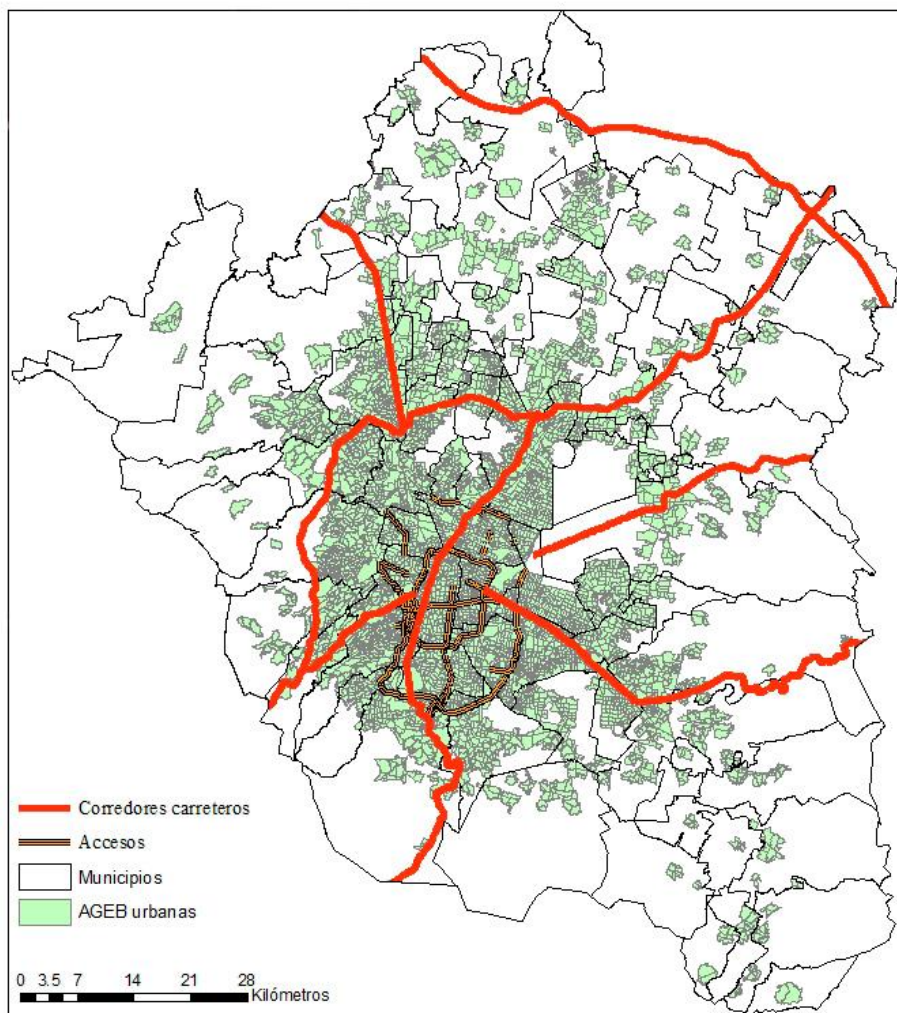 Corredores carreteros
Accesos
Municipios
AGEB urbanas
0 3.5 7 14 21 28
Kilómetros